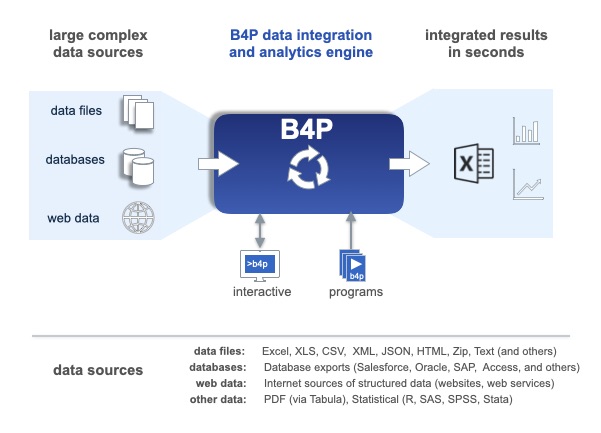 large complex
data sources
B4P data integration
and analytics engine
integrated results
in seconds
data files
databases
web data
B4P
X
>b4p
b4p
interactive
programs
data sources
data files: Excel, XLS, CSV, XML, JSON, HTML, Zip, Text (and others)
databases: Database exports (Salesforce, Oracle, SAP, Access, and others)
web data: Internet sources of structured data (websites, web services)
other data: PDF (via Tabula), Statistical (R, SAS, SPSS, Stata)